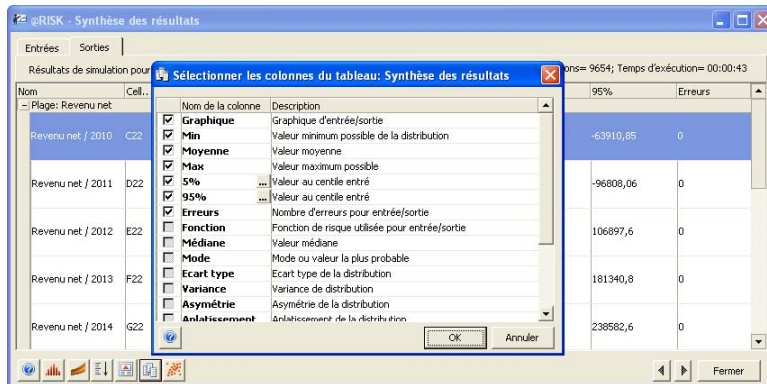 @RISK - Synthèse des résultats
Entrées Sorties
Résultats de simulation pour
ons= 9654; Temps d'exécution= 00:00:43
Nom Cell.. 95% Erreurs
Plage: Revenu net
Revenu net / 2010 C22 -63910,85 0
Revenu net / 2011 D22 -96808,06 0
Revenu net / 2012 E22 106897,6 0
Revenu net / 2013 F22 181340,8 0
Revenu net / 2014 G22 238582,6 0
Sélectionner les colonnes du tableau: Synthèse des résultats
Nom de la colonne Description
Graphique Graphique d'entrée/sortie
Min Valeur minimum possible de la distribution
Moyenne Valeur moyenne
Max Valeur maximum possible
5% ... Valeur au centile entré
95% ... Valeur au centile entré
Erreurs Nombre d'erreurs pour entrée/sortie
Fonction Fonction de risque utilisée pour entrée/sortie
Médiane Valeur médiane
Mode Mode ou valeur la plus probable
Ecart type Ecart type de la distribution
Variance Variance de distribution
Asymétrie Asymétrie de la distribution
Aplatissement Aplatissement de la distribution
OK Annuler
Fermer